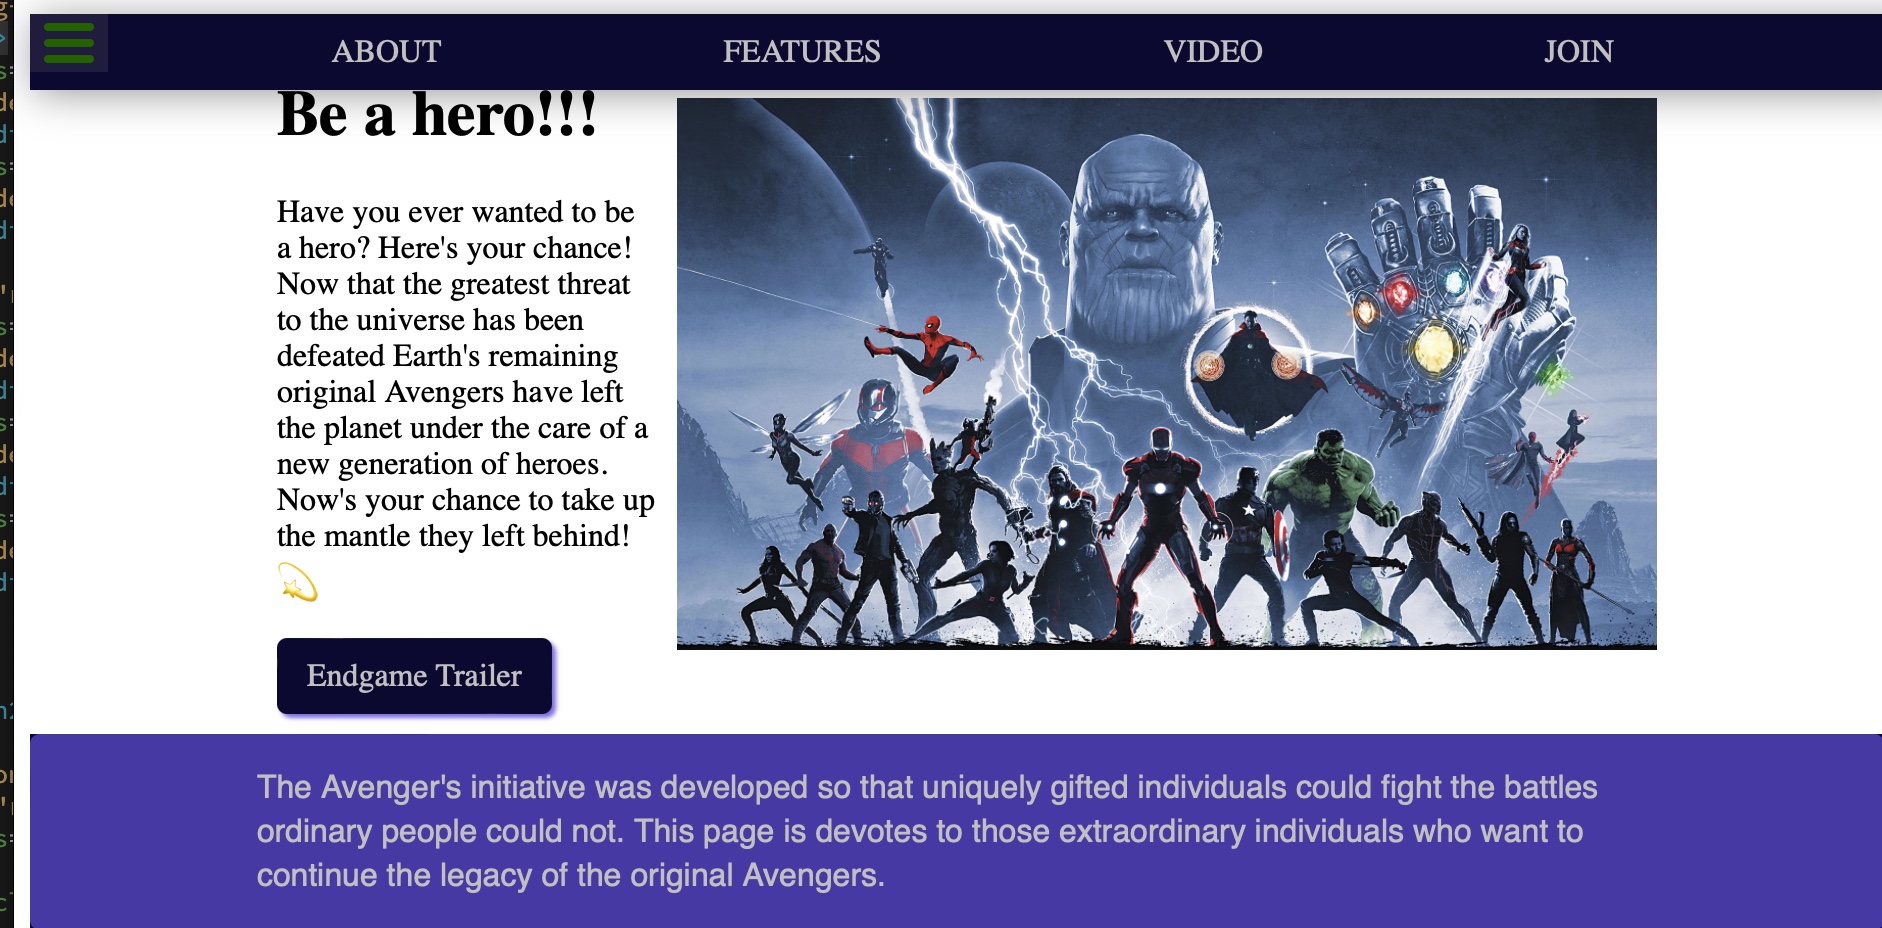 ABOUT FEATURES VIDEO JOIN
Be a hero!!!
Have you ever wanted to be
a hero? Here's your chance!
Now that the greatest threat
to the universe has been
defeated Earth's remaining
original Avengers have left
the planet under the care of a
new generation of heroes.
Now's your chance to take up
the mantle they left behind!
💫
Endgame Trailer
The Avenger's initiative was developed so that uniquely gifted individuals could fight the battles
ordinary people could not. This page is devotes to those extraordinary individuals who want to
continue the legacy of the original Avengers.